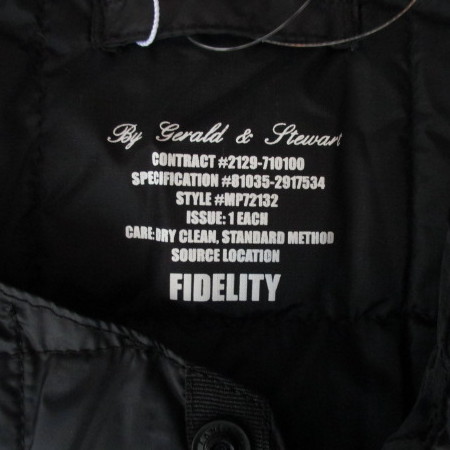 By Gerald & Stewart
CONTRACT #2129-710100
SPECIFICATION #81035-2917534
STYLE #MP72132
ISSUE: 1 EACH
CARE: DRY CLEAN, STANDARD METHOD
SOURCE LOCATION
FIDELITY